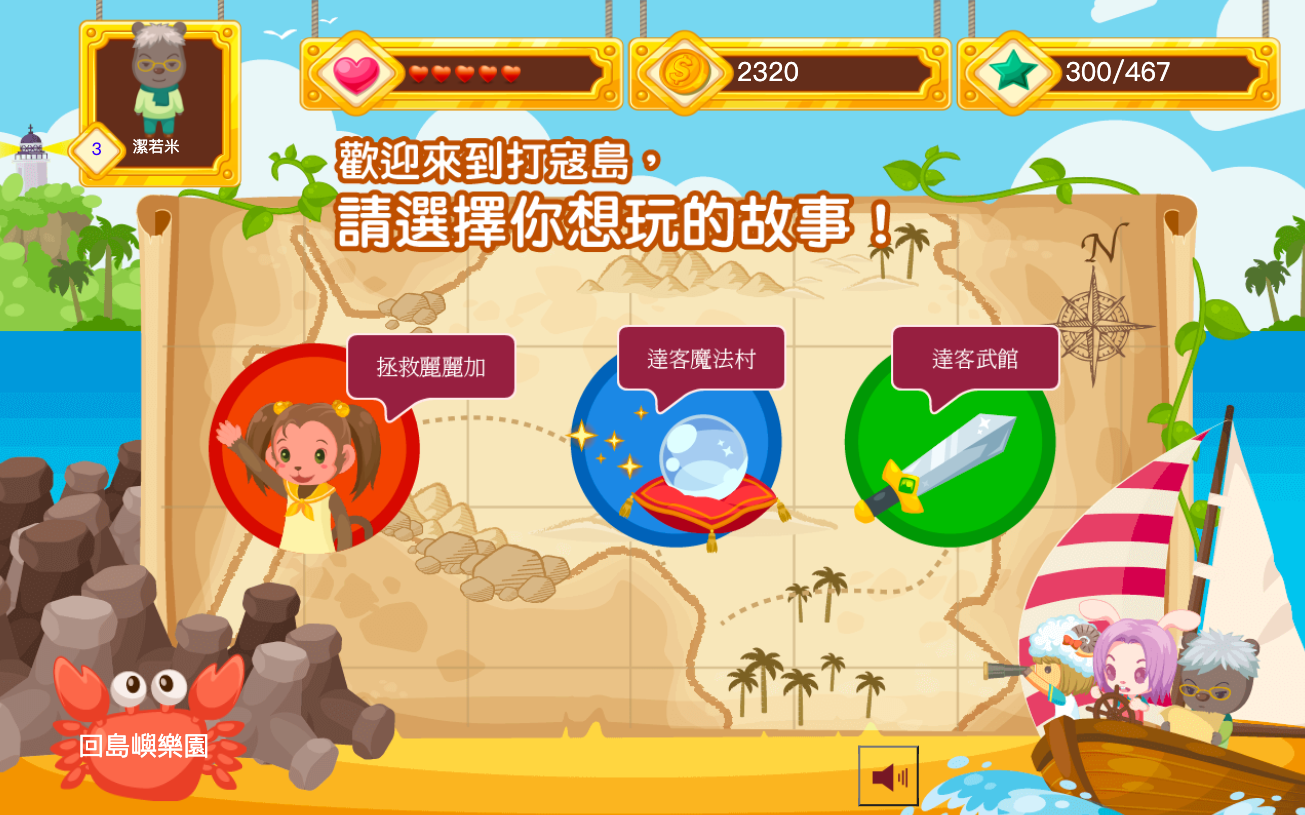 3
潔若米
2320
300/467
歡迎來到打寇島，
請選擇你想玩的故事！
N
拯救麗麗加
達客魔法村
達客武館
回島嶼樂園